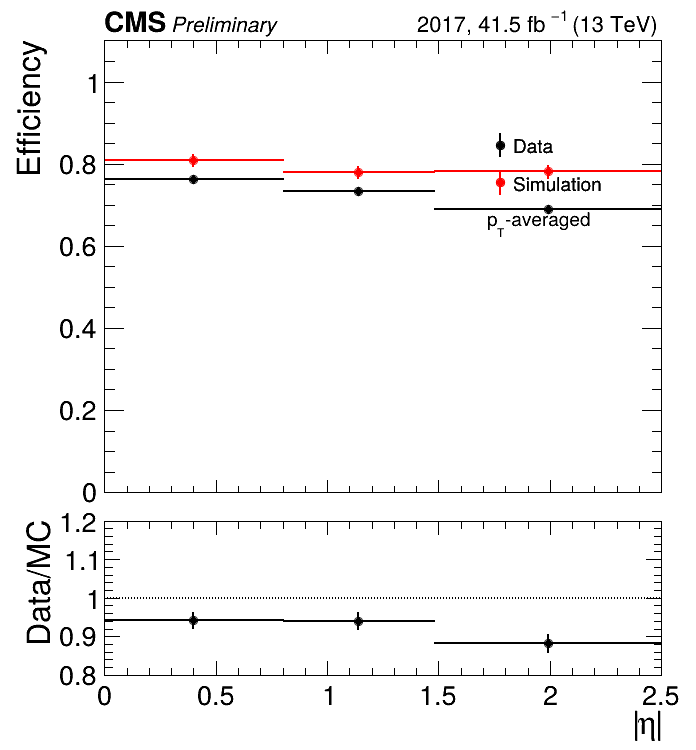 CMS Preliminary 2017, 41.5 fb⁻¹ (13 TeV)
Efficiency
1
0.8
0.6
0.4
0.2
0
Data
Simulation
p_T-averaged
Data/MC
1.2
1.1
1
0.9
0.8
0 0.5 1 1.5 2 2.5
|η|